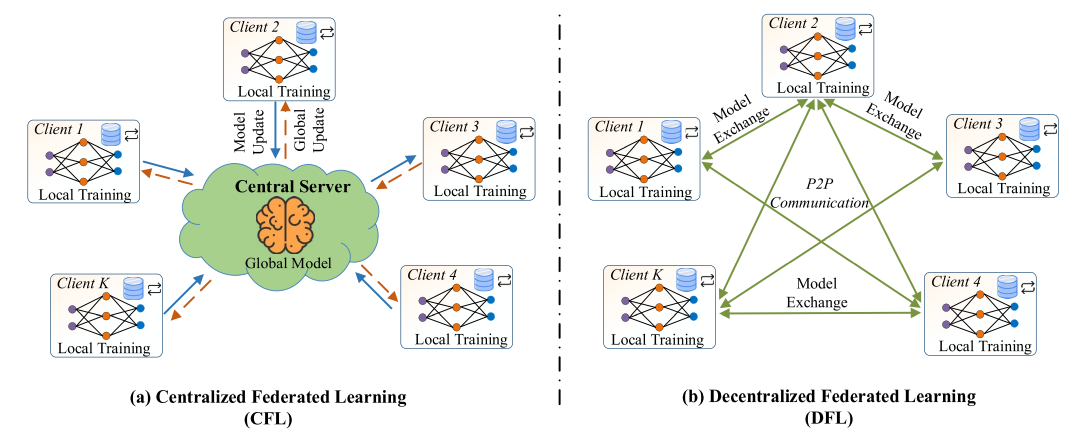 Client 2
Local Training
Client 1
Local Training
Model
Update
Global
Update
Client 3
Local Training
Central Server
Global Model
Client K
Local Training
Client 4
Local Training
(a) Centralized Federated Learning
(CFL)
Client 2
Local Training
Client 1
Local Training
Model
Exchange
Model
Exchange
Client 3
Local Training
P2P
Communication
Client K
Local Training
Model
Exchange
Client 4
Local Training
(b) Decentralized Federated Learning
(DFL)